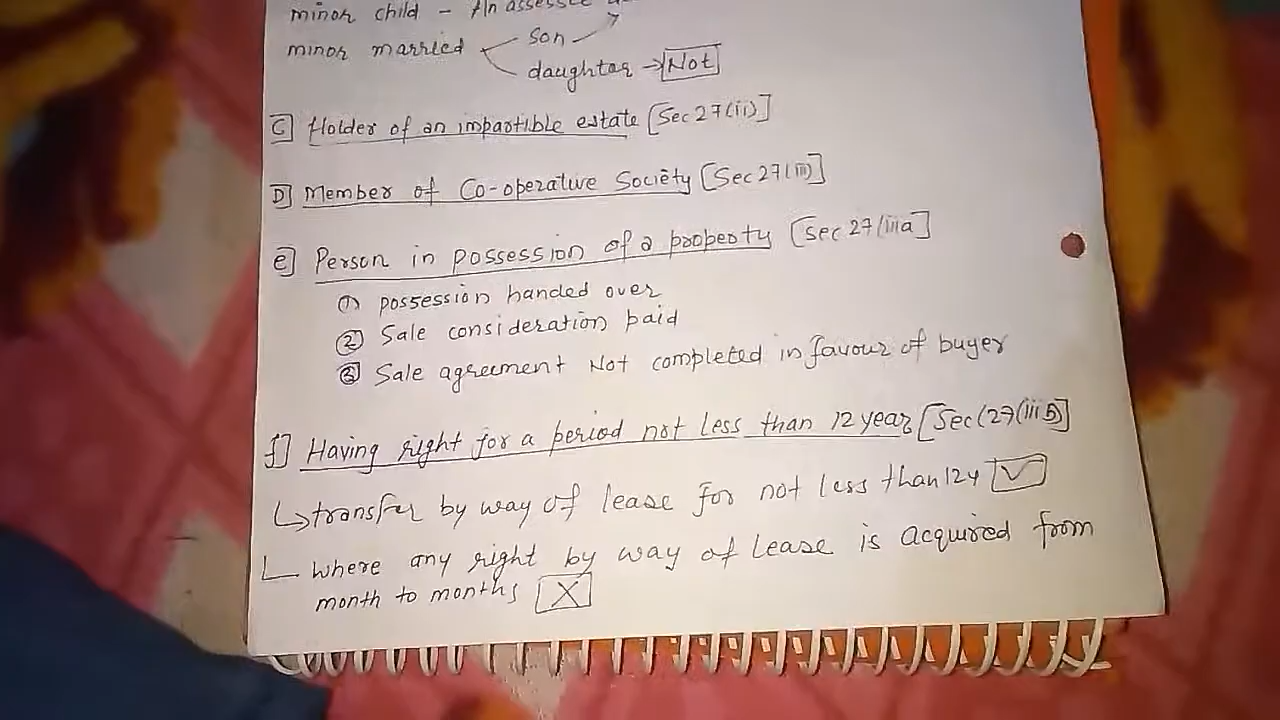 minor child - An assessee
minor married son
daughter → Not
C] Holder of an impartible estate [Sec 27(ii)]
D] Member of Co-operative Society [Sec 27(iii)]
e] Person in possession of a property [Sec 27(iiia]
① possession handed over
② Sale consideration paid
③ Sale agreement Not completed in favour of buyer
f] Having right for a period not less than 12 year [Sec(27(iiib)]
↳ transfer by way of lease for not less than 12 y ✓
∟ where any right by way of lease is acquired from
month to months X